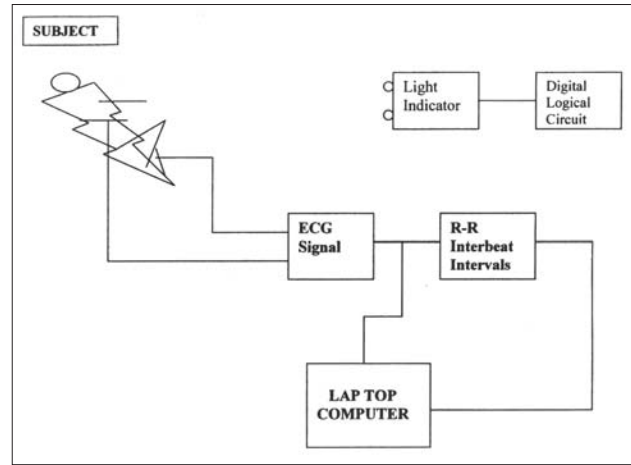 SUBJECT
Light
Indicator
Digital
Logical
Circuit
ECG
Signal
R-R
Interbeat
Intervals
LAP TOP
COMPUTER